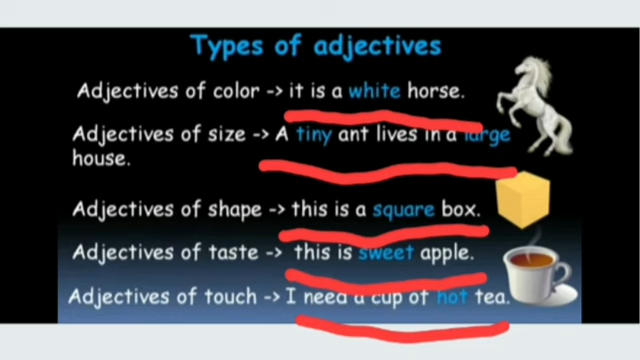 Types of adjectives
Adjectives of color -> it is a white horse.
Adjectives of size -> A tiny ant lives in a large
house.
Adjectives of shape -> this is a square box.
Adjectives of taste -> this is sweet apple.
Adjectives of touch -> I need a cup of hot tea.